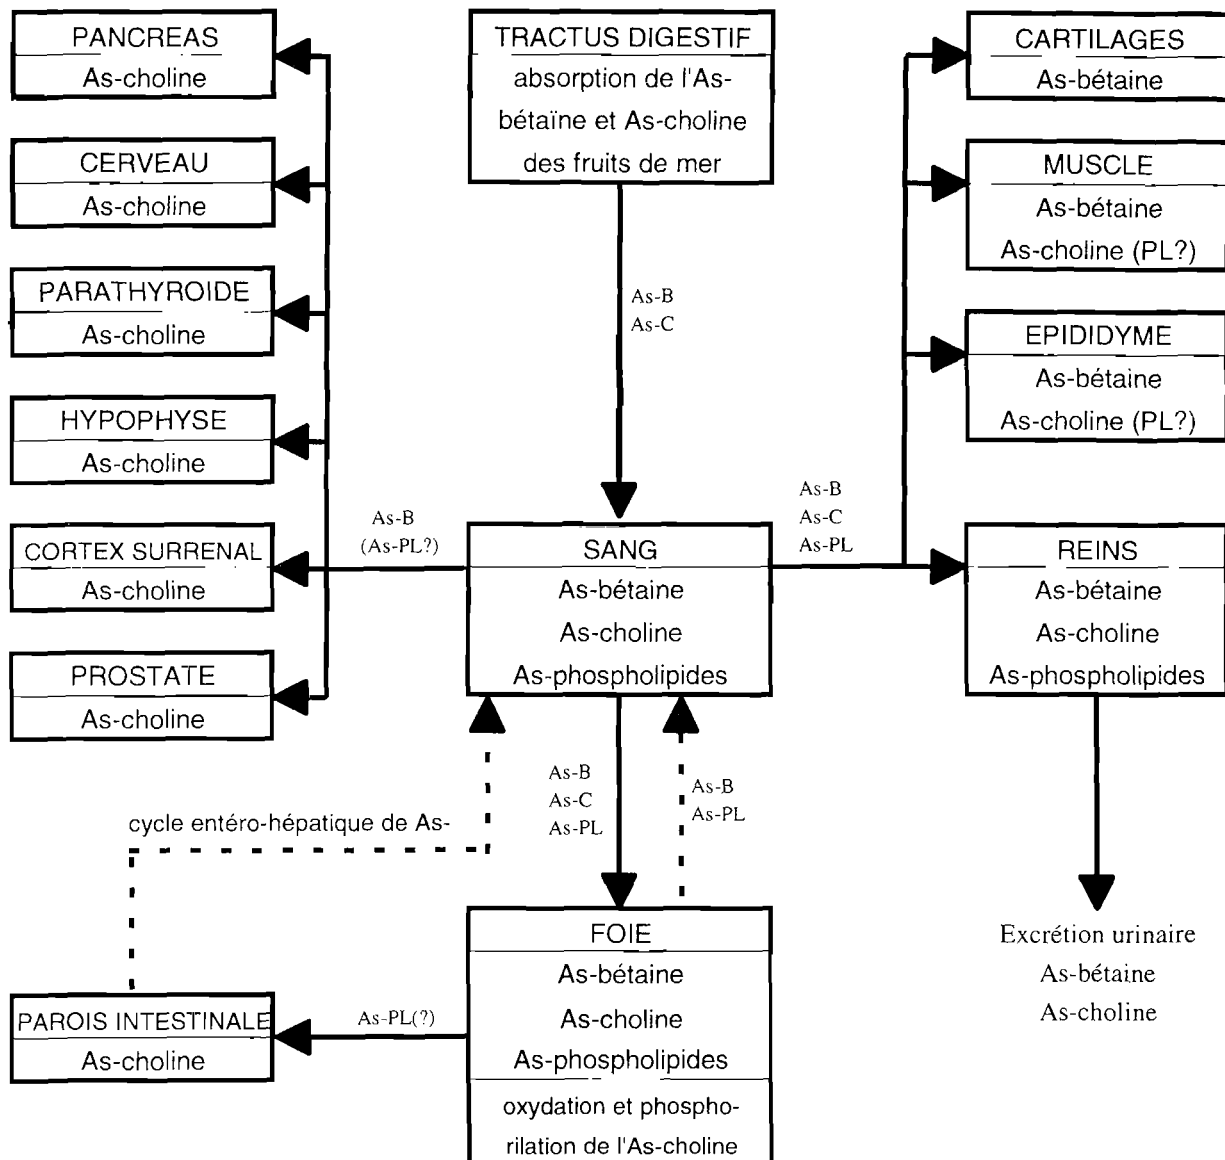 PANCREAS
As-choline
CERVEAU
As-choline
PARATHYROIDE
As-choline
HYPOPHYSE
As-choline
CORTEX SURRENAL
As-choline
PROSTATE
As-choline
TRACTUS DIGESTIF
absorption de l'As-
bétaïne et As-choline
des fruits de mer
As-B
As-C
CARTILAGES
As-bétaine
MUSCLE
As-bétaine
As-choline (PL?)
EPIDIDYME
As-bétaine
As-choline (PL?)
As-B
(As-PL?)
SANG
As-bétaine
As-choline
As-phospholipides
As-B
As-C
As-PL
REINS
As-bétaine
As-choline
As-phospholipides
cycle entéro-hépatique de As-
As-B
As-C
As-PL
As-B
As-PL
PAROIS INTESTINALE
As-choline
As-PL(?)
FOIE
As-bétaine
As-choline
As-phospholipides
oxydation et phospho-
rilation de l'As-choline
Excrétion urinaire
As-bétaine
As-choline